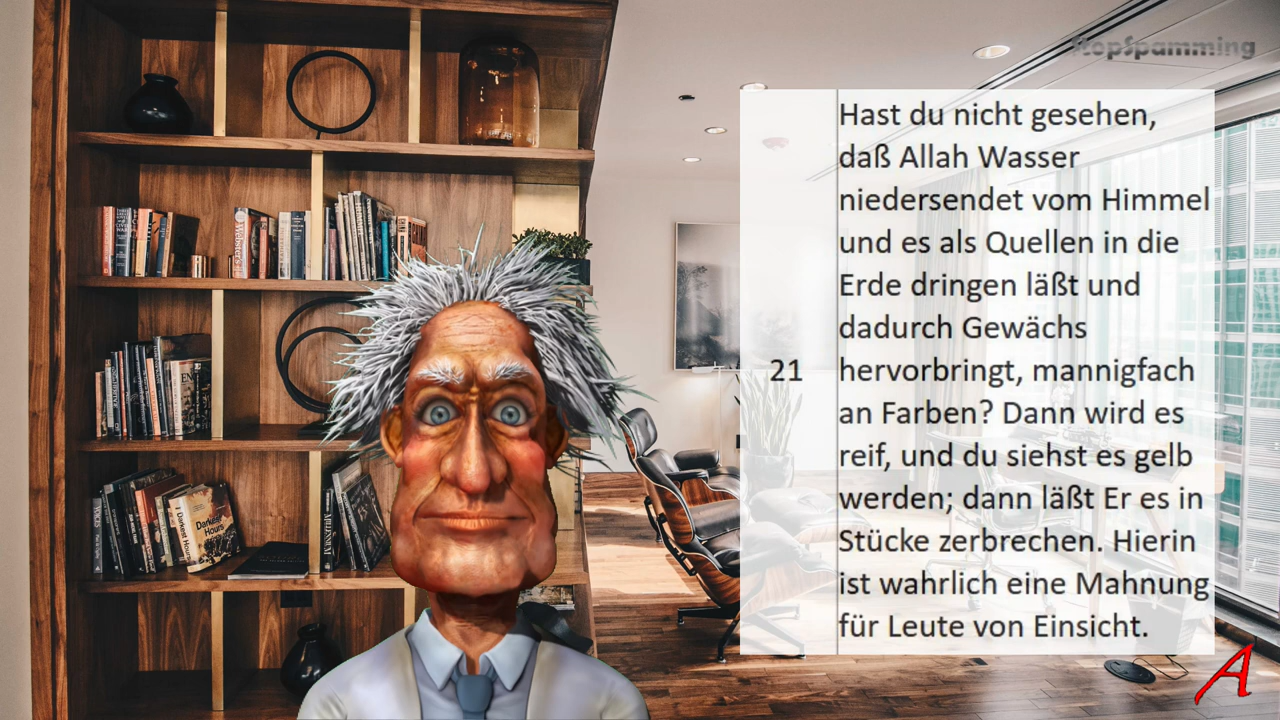 StopSpamming
Hast du nicht gesehen,
daß Allah Wasser
niedersendet vom Himmel
und es als Quellen in die
Erde dringen läßt und
dadurch Gewächs
21
hervorbringt, mannigfach
an Farben? Dann wird es
reif, und du siehst es gelb
werden; dann läßt Er es in
Stücke zerbrechen. Hierin
ist wahrlich eine Mahnung
für Leute von Einsicht.
Darkest
Hours
A